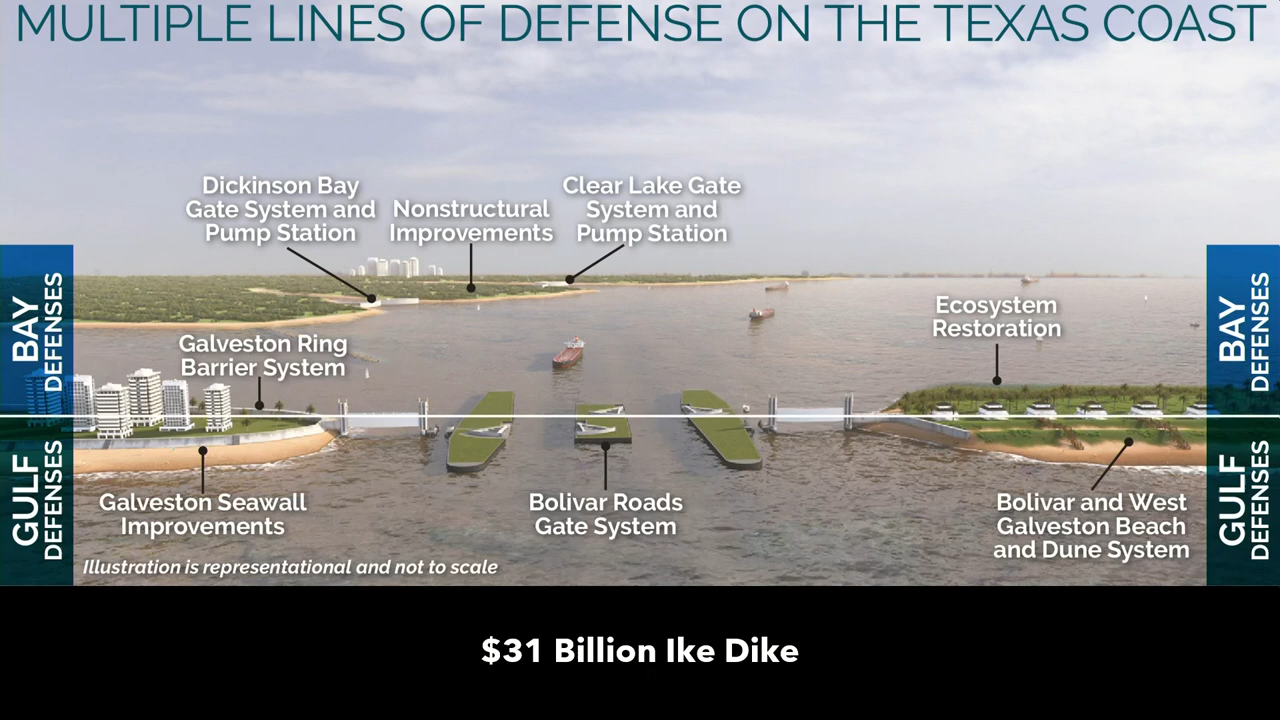 MULTIPLE LINES OF DEFENSE ON THE TEXAS COAST
Dickinson Bay
Gate System and
Pump Station
Nonstructural
Improvements
Clear Lake Gate
System and
Pump Station
BAY
DEFENSES
Ecosystem
Restoration
BAY
DEFENSES
Galveston Ring
Barrier System
GULF
DEFENSES
Galveston Seawall
Improvements
Bolivar Roads
Gate System
Bolivar and West
Galveston Beach
and Dune System
GULF
DEFENSES
Illustration is representational and not to scale
$31 Billion Ike Dike